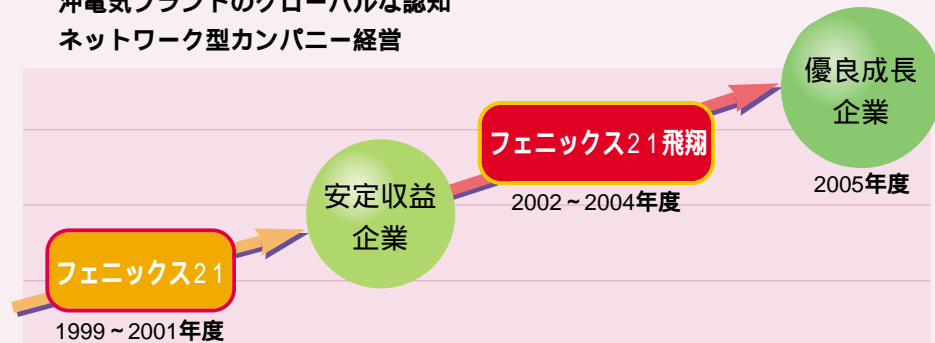 沖電気ブランドのグローバルな認知
ネットワーク型カンパニー経営
優良成長
企業
2005年度
フェニックス21飛翔
2002~2004年度
安定収益
企業
フェニックス21
1999~2001年度